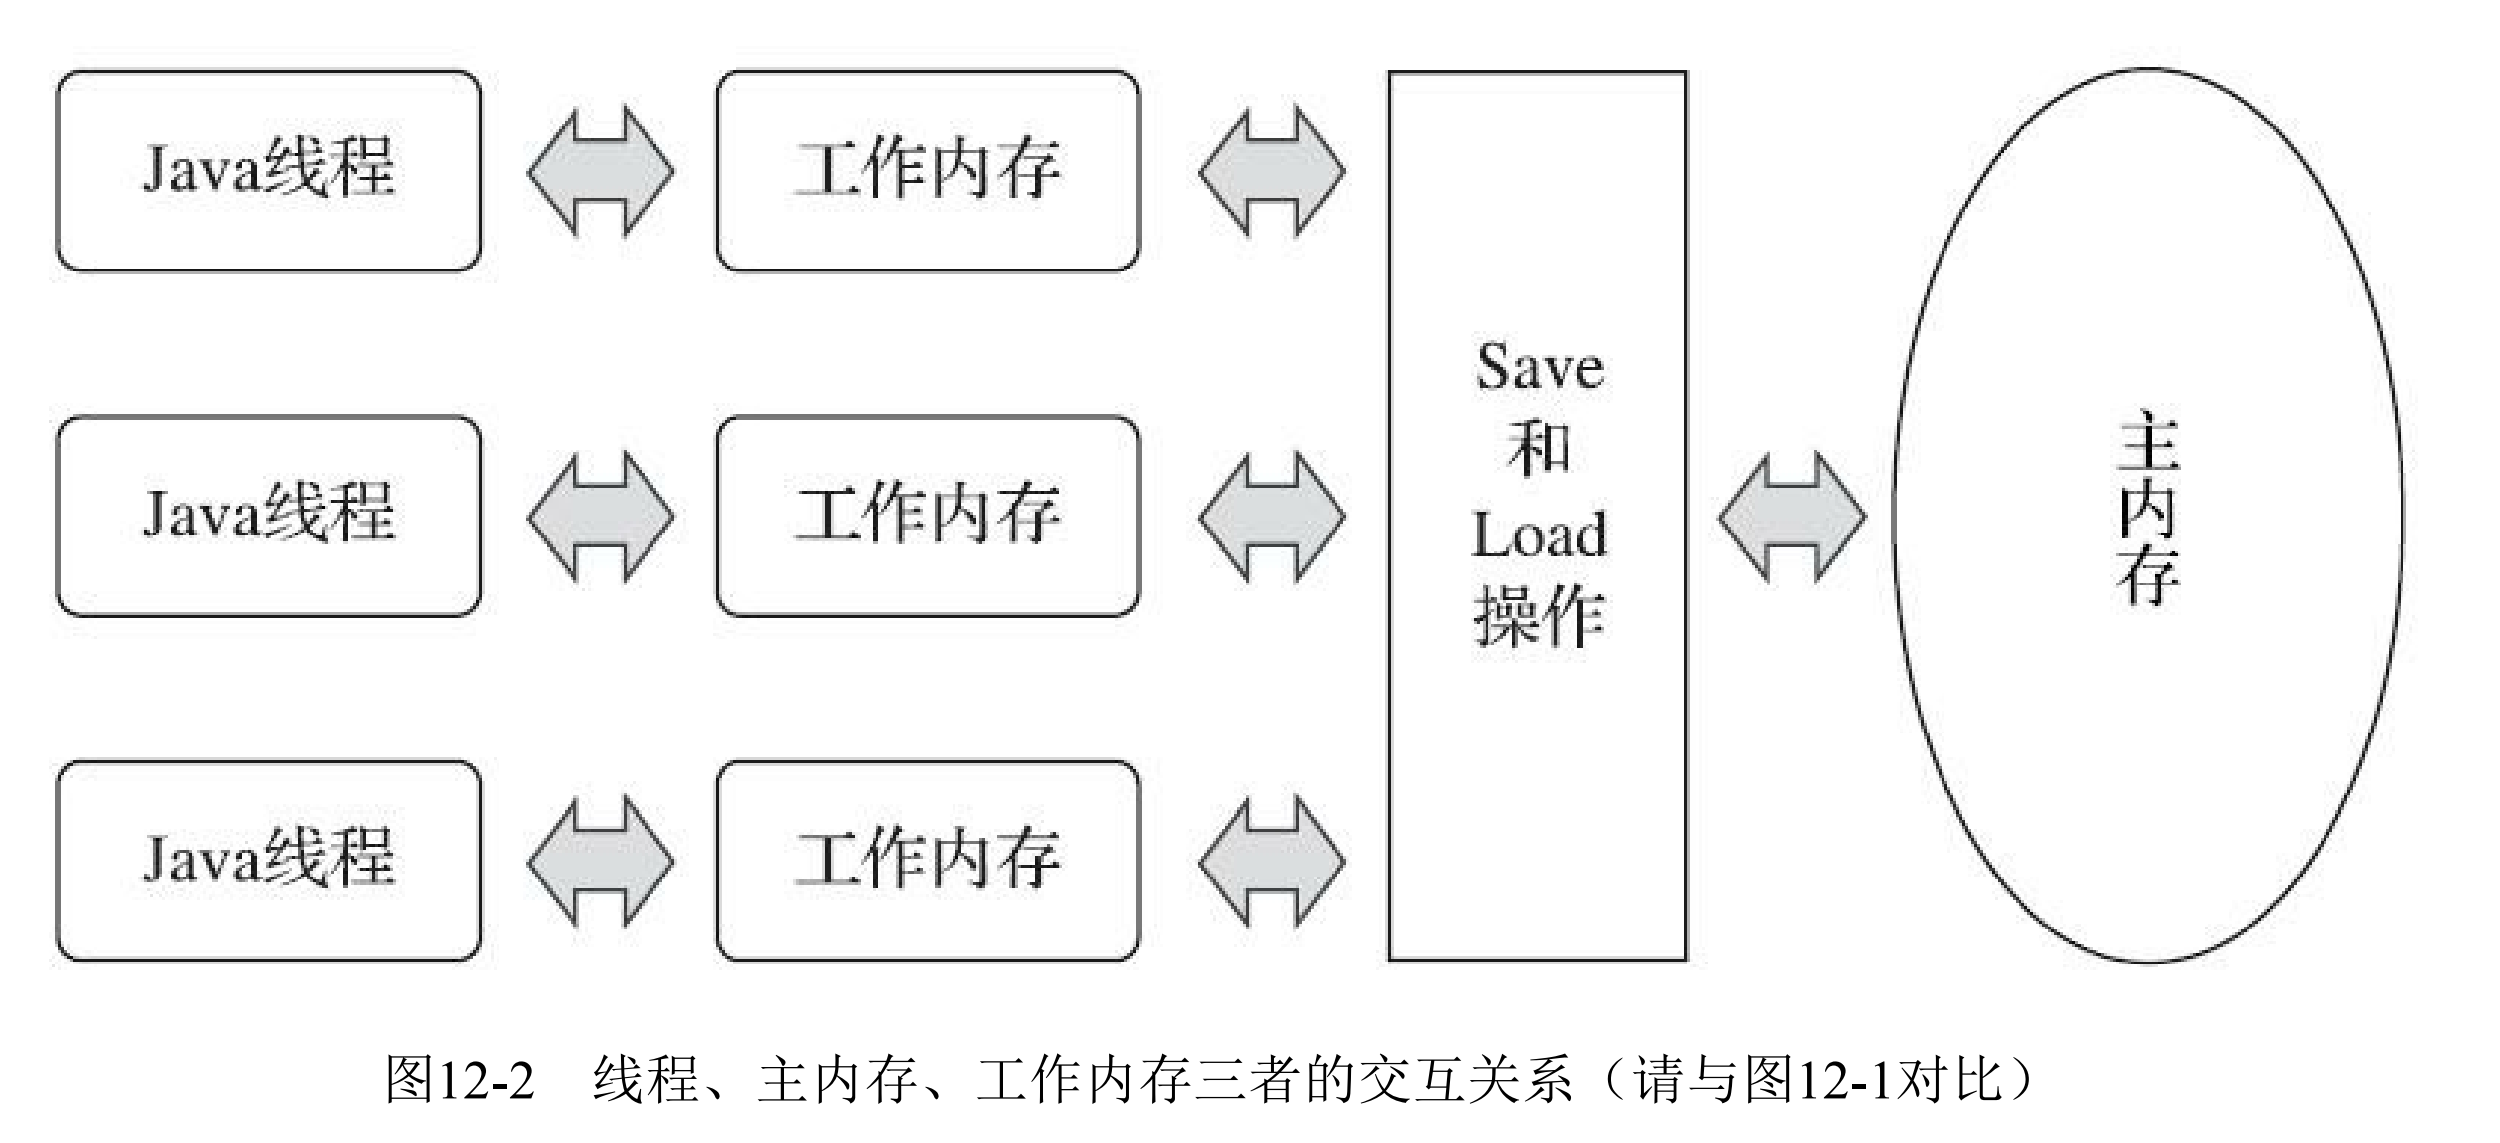 Java线程
工作内存
Java线程
工作内存
Java线程
工作内存
Save
和
Load
操作
主
内
存
图12-2 线程、主内存、工作内存三者的交互关系（请与图12-1对比）